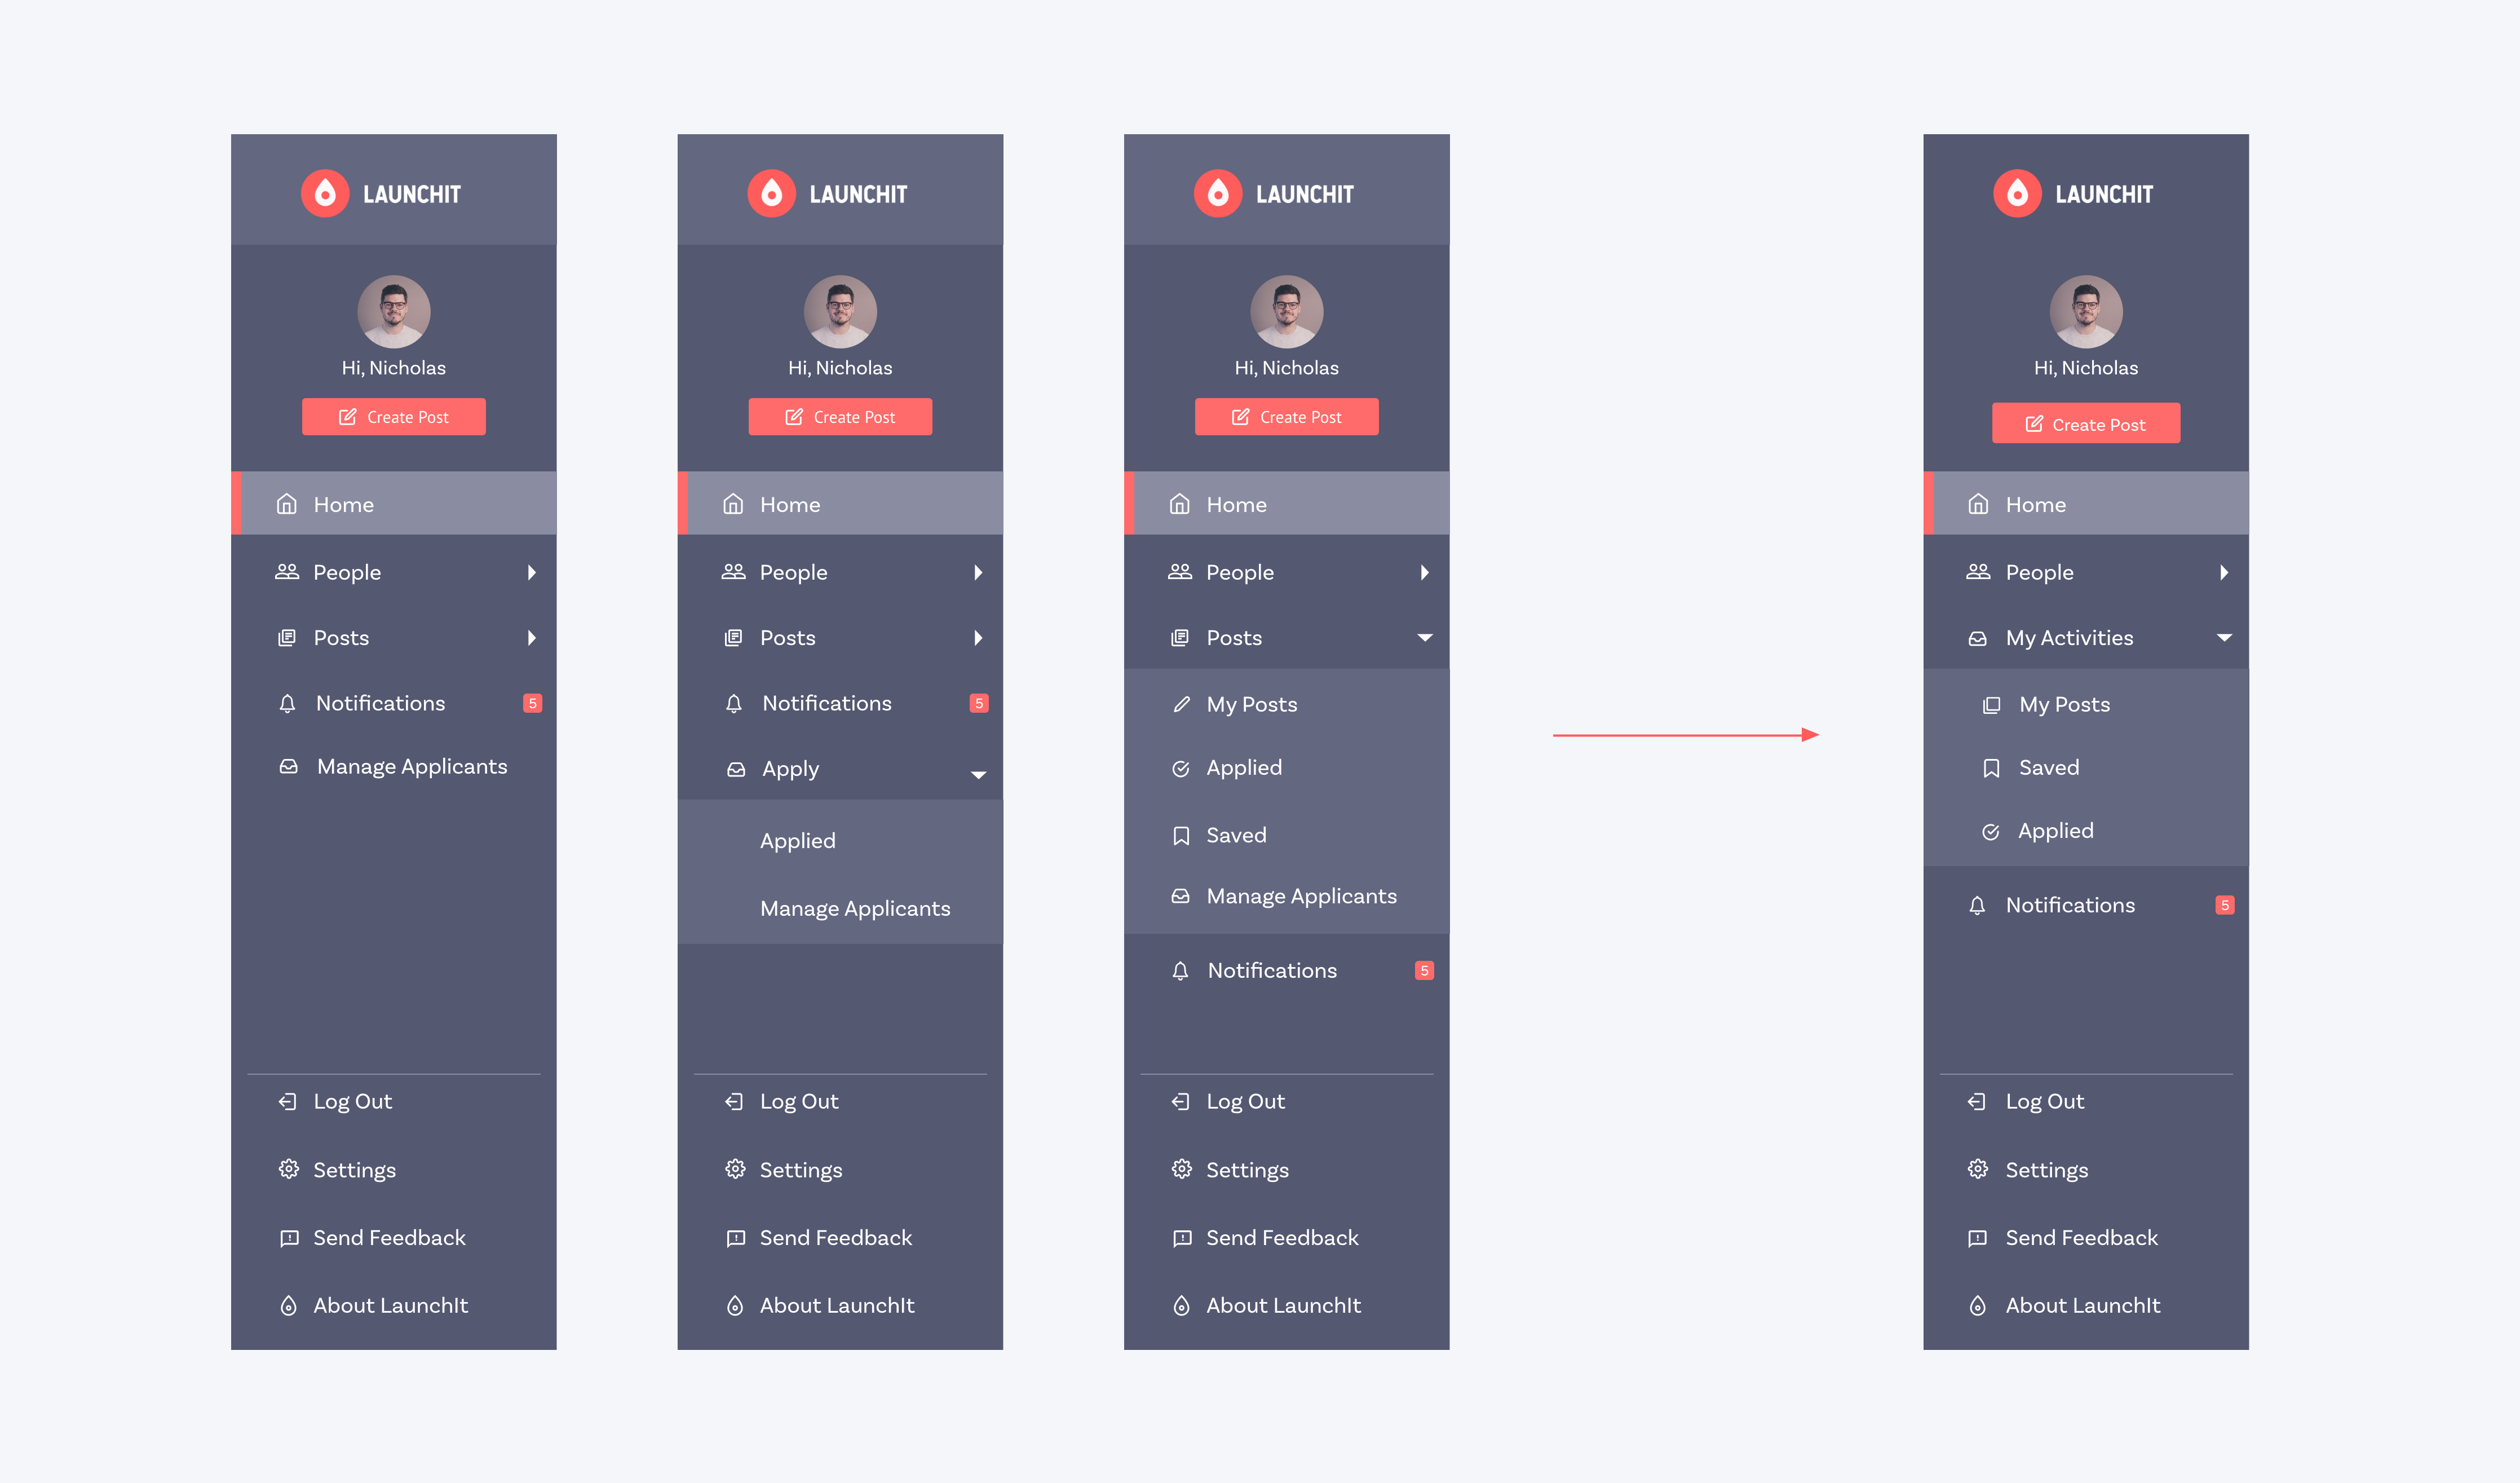 LAUNCHIT
Hi, Nicholas
Create Post
Home
People
Posts
Notifications 5
Manage Applicants
Log Out
Settings
Send Feedback
About LaunchIt
LAUNCHIT
Hi, Nicholas
Create Post
Home
People
Posts
Notifications 5
Apply
Applied
Manage Applicants
Log Out
Settings
Send Feedback
About LaunchIt
LAUNCHIT
Hi, Nicholas
Create Post
Home
People
Posts
My Posts
Applied
Saved
Manage Applicants
Notifications 5
Log Out
Settings
Send Feedback
About LaunchIt
LAUNCHIT
Hi, Nicholas
Create Post
Home
People
My Activities
My Posts
Saved
Applied
Notifications 5
Log Out
Settings
Send Feedback
About LaunchIt